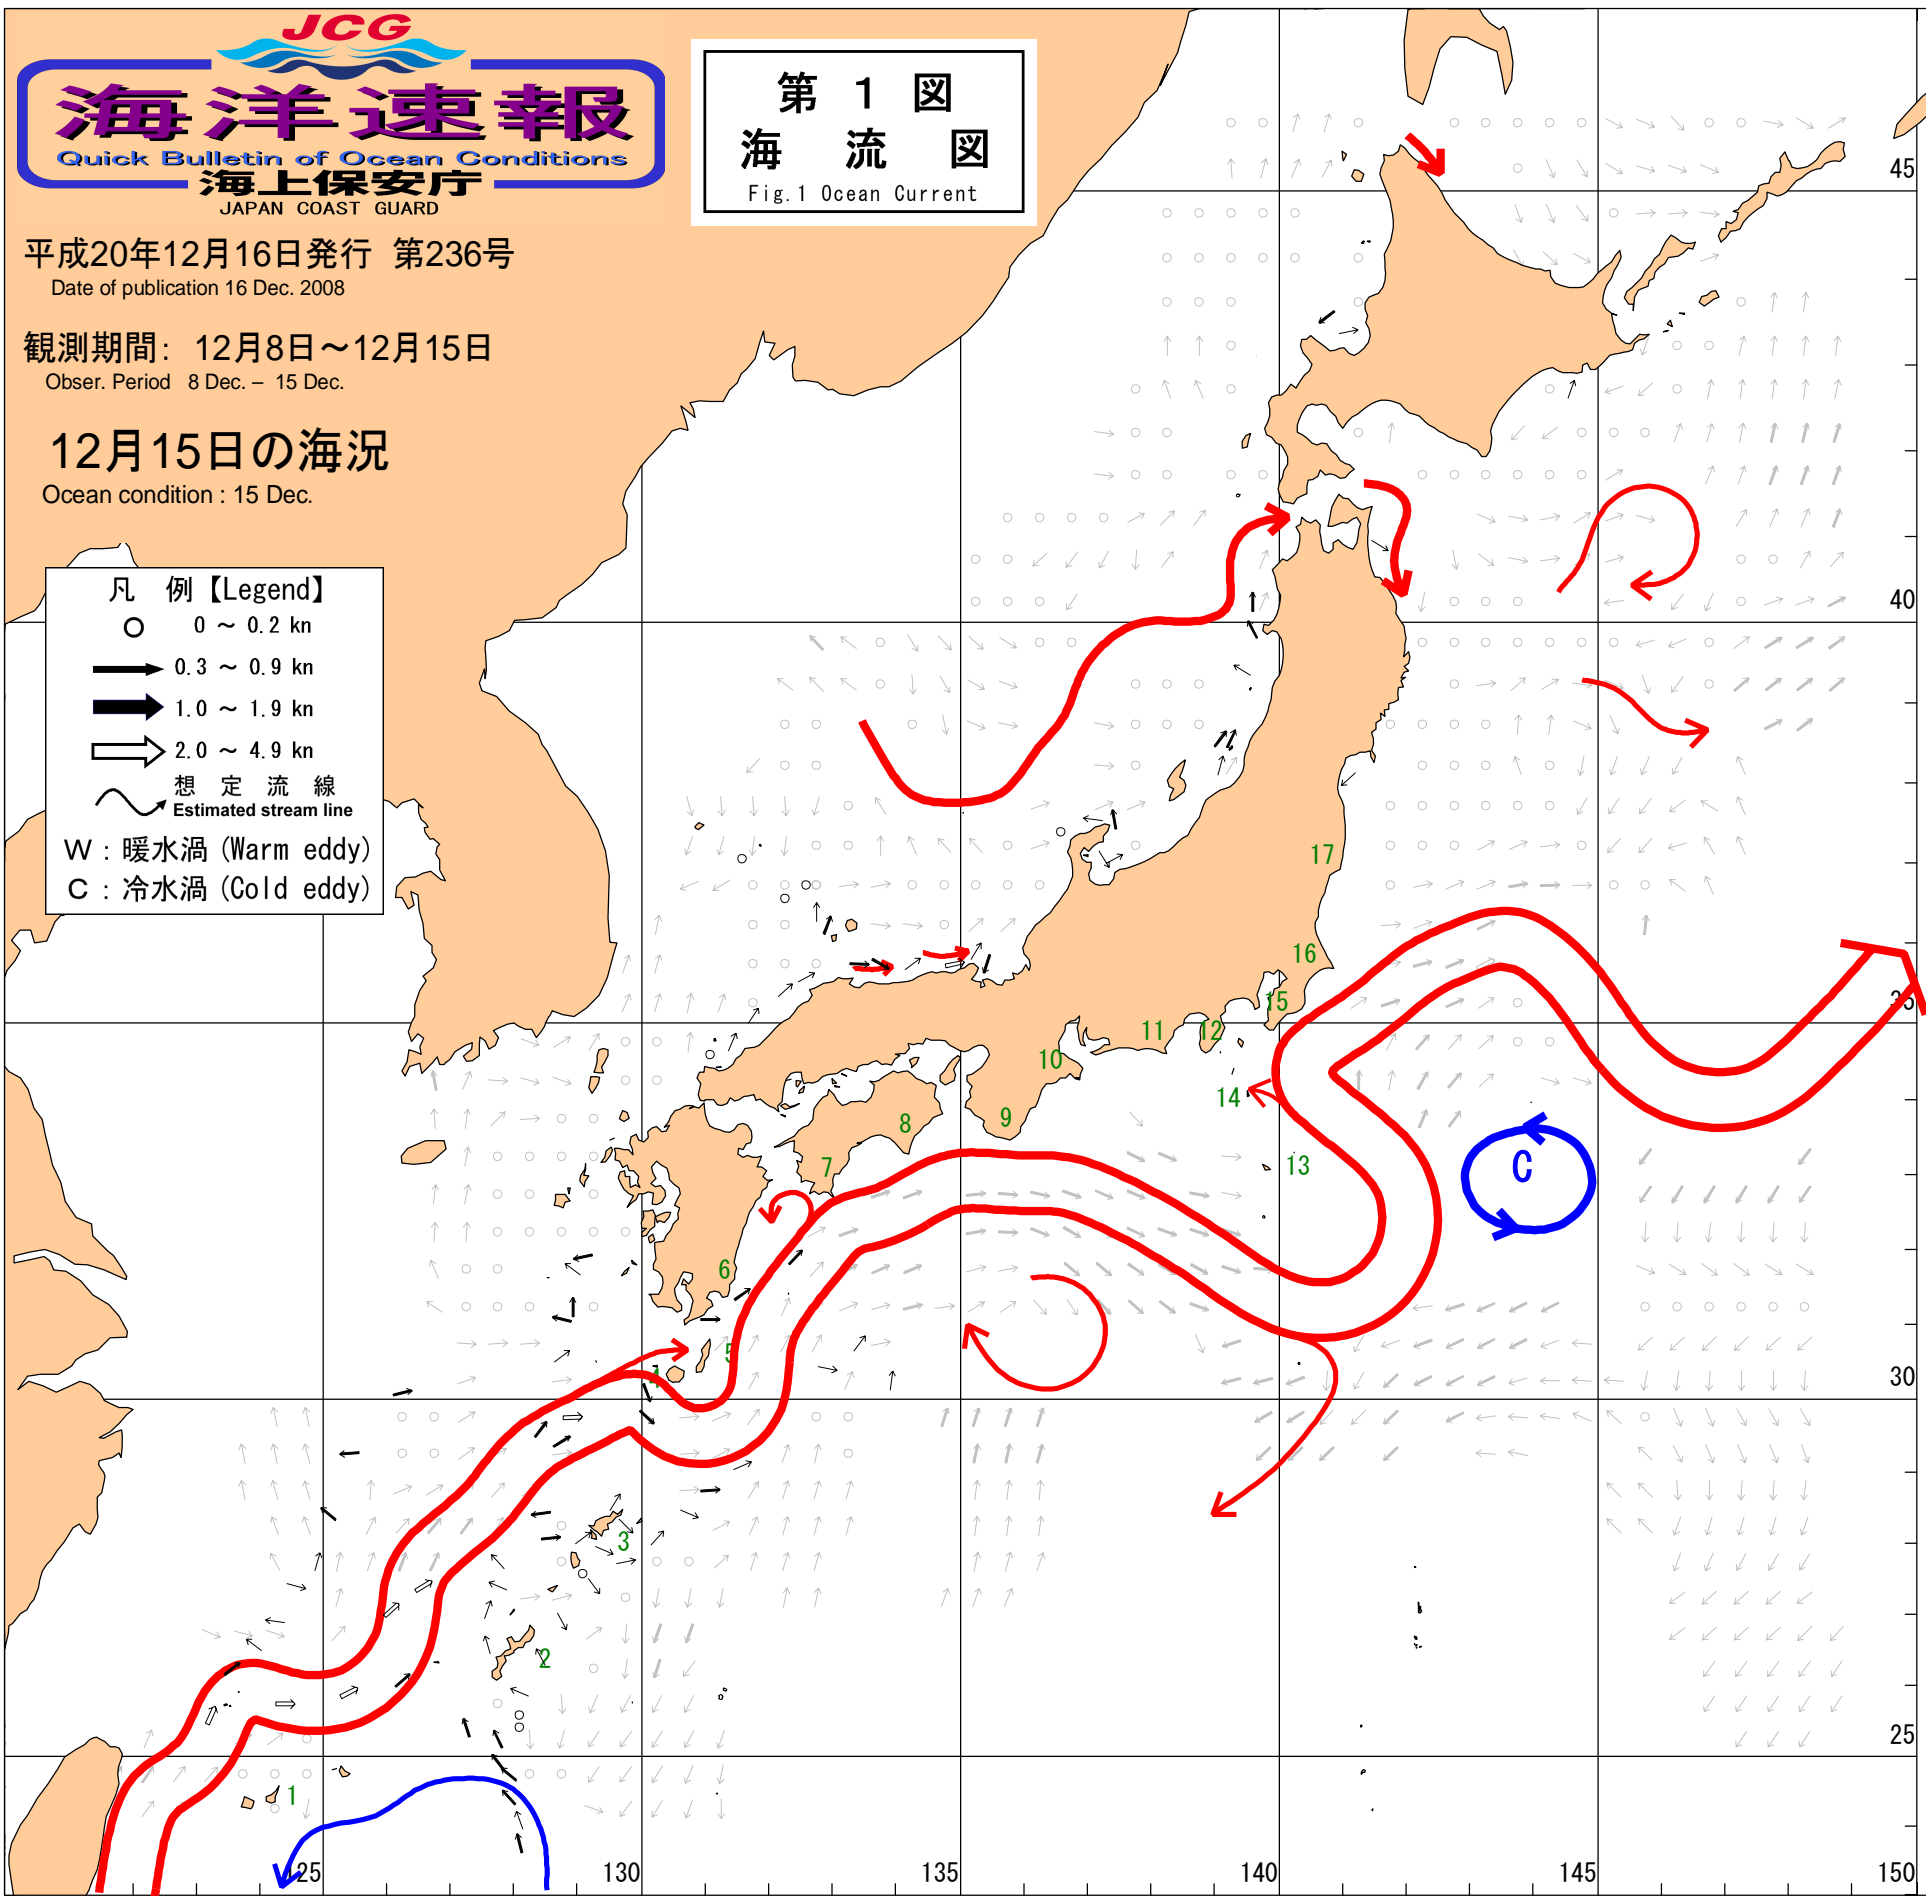 JCG
海洋速報
Quick Bulletin of Ocean Conditions
海上保安庁
JAPAN COAST GUARD
第 1 図
海 流 図
Fig.1 Ocean Current
平成20年12月16日発行 第236号
Date of publication 16 Dec. 2008
観測期間: 12月8日～12月15日
Obser. Period 8 Dec. – 15 Dec.
12月15日の海況
Ocean condition : 15 Dec.
凡 例【Legend】
0 ～ 0.2 kn
0.3 ～ 0.9 kn
1.0 ～ 1.9 kn
2.0 ～ 4.9 kn
想 定 流 線
Estimated stream line
W : 暖水渦 (Warm eddy)
C : 冷水渦 (Cold eddy)
45
40
17
16
35
15
12
11
10
14
9
8
13
C
7
6
5
4
30
3
2
25
1
125
130
135
140
145
150